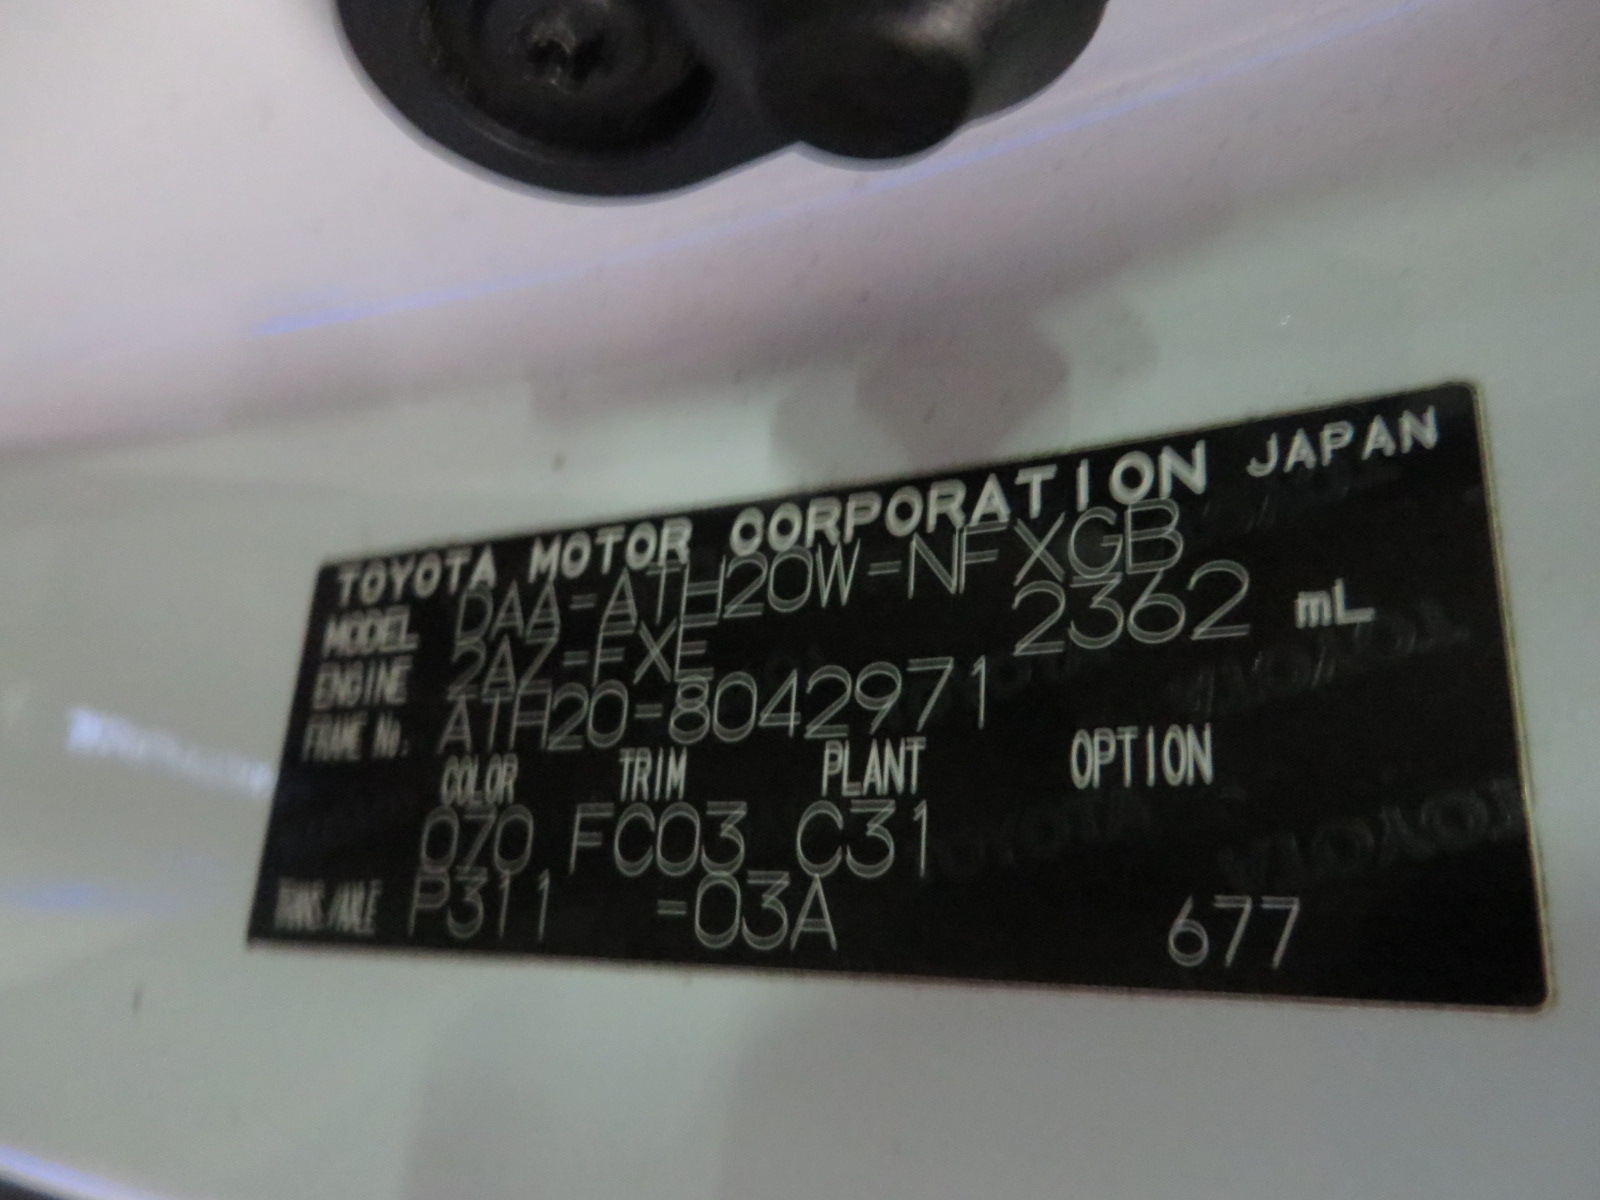 TOYOTA MOTOR CORPORATION JAPAN
MODEL DAA-ATH20W-NFXGB
ENGINE 2AZ-FXE 2362 mL
FRAME No. ATH20-8042971
COLOR TRIM PLANT OPTION
070 FC03 C31
TRANS./AXLE P311 -03A 677